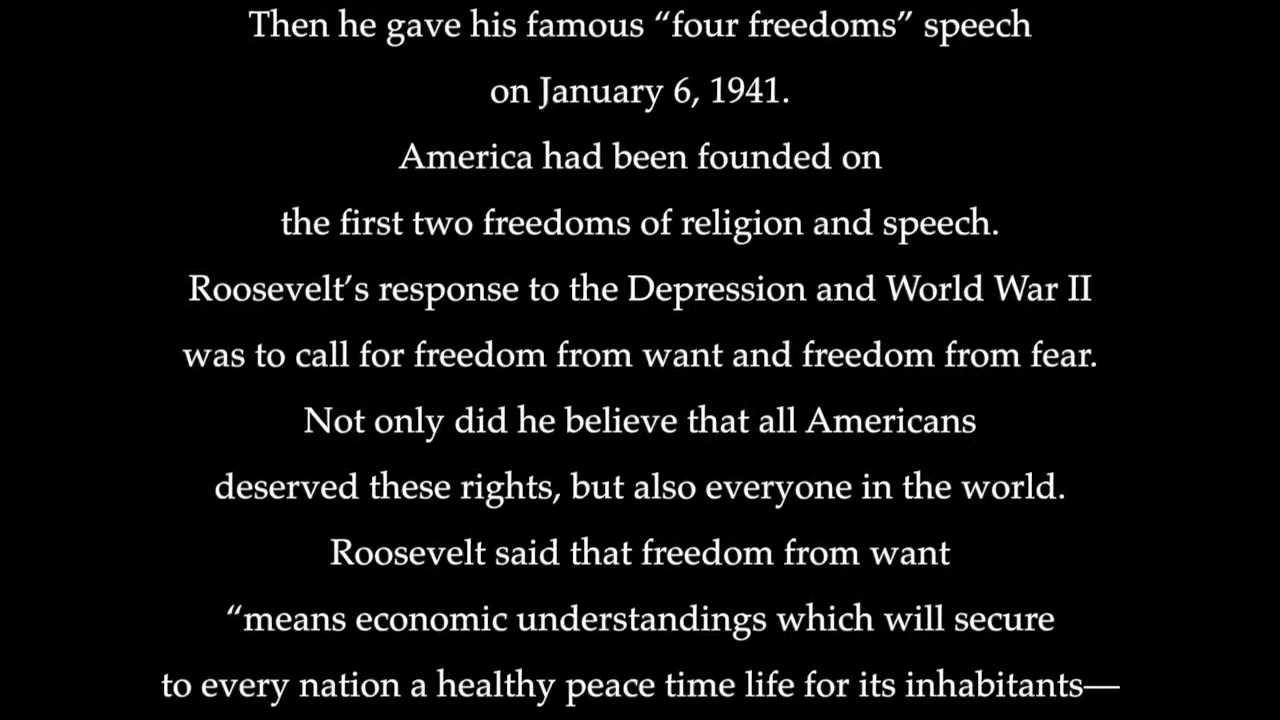 Then he gave his famous “four freedoms” speech
on January 6, 1941.
America had been founded on
the first two freedoms of religion and speech.
Roosevelt’s response to the Depression and World War II
was to call for freedom from want and freedom from fear.
Not only did he believe that all Americans
deserved these rights, but also everyone in the world.
Roosevelt said that freedom from want
“means economic understandings which will secure
to every nation a healthy peace time life for its inhabitants—